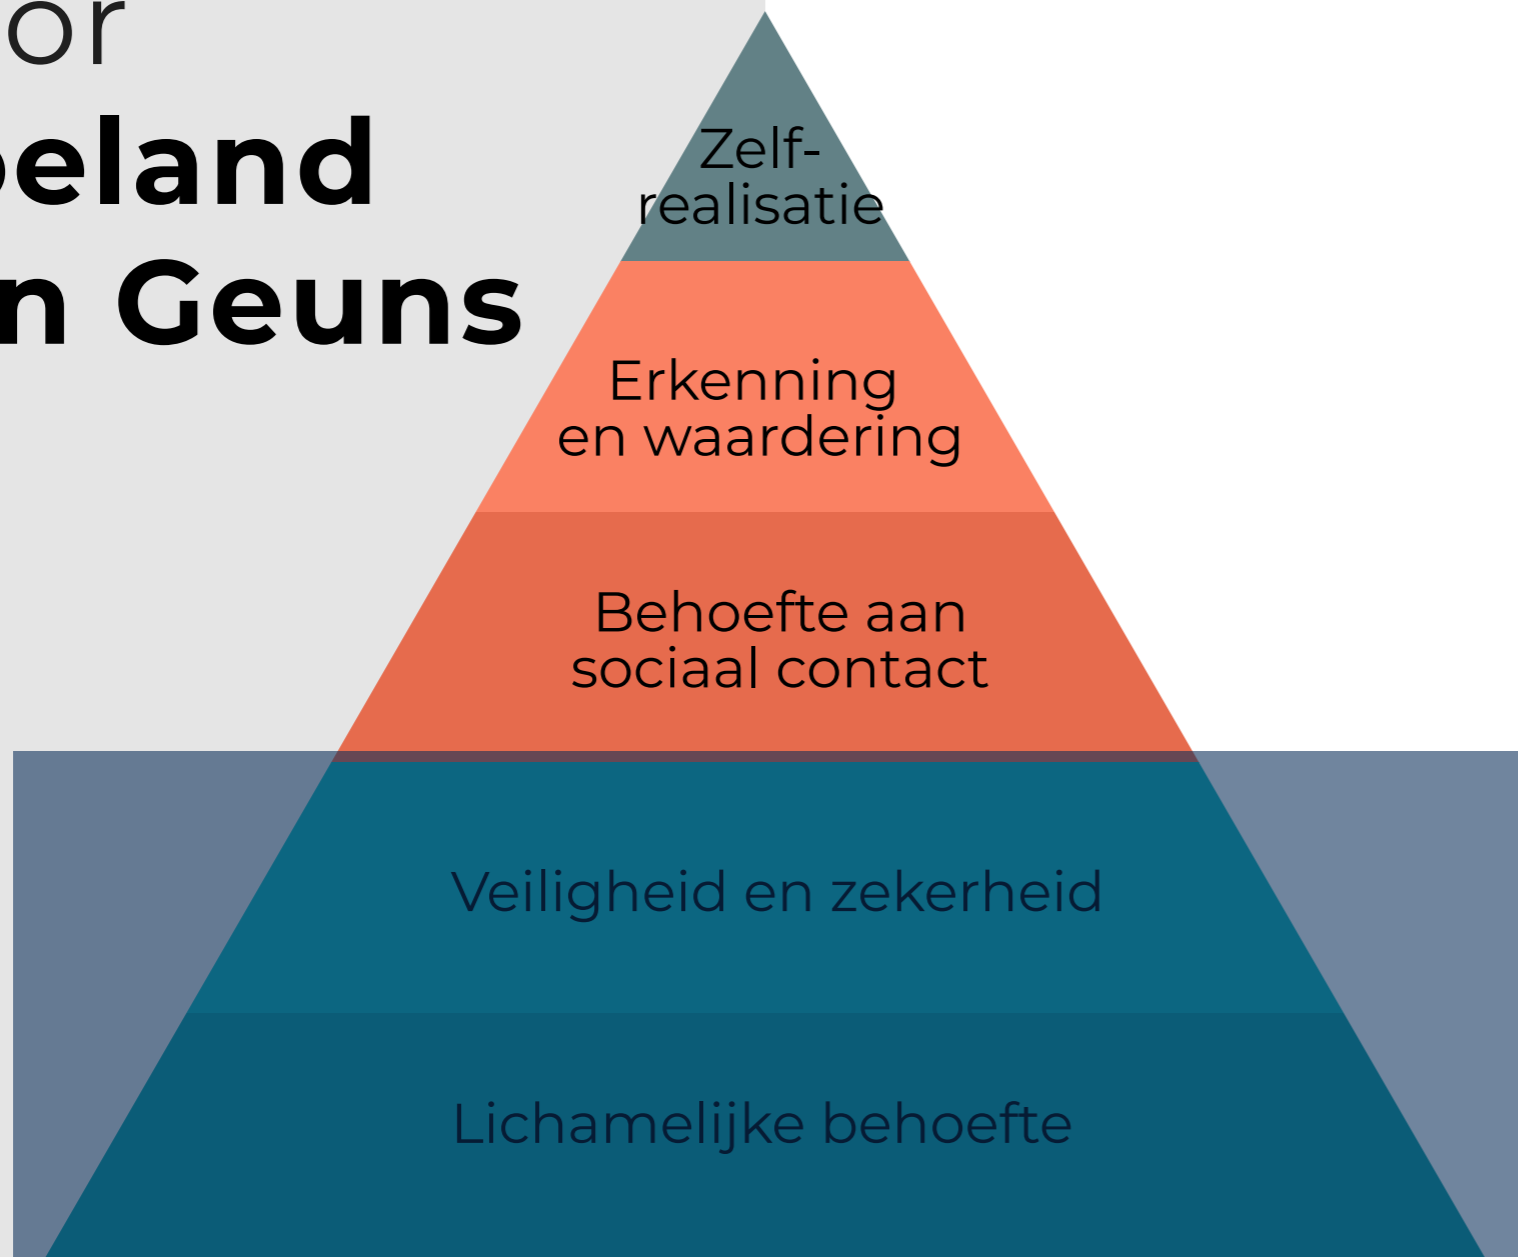 or
eland
n Geuns
Zelf-
realisatie
Erkenning
en waardering
Behoefte aan
sociaal contact
Veiligheid en zekerheid
Lichamelijke behoefte